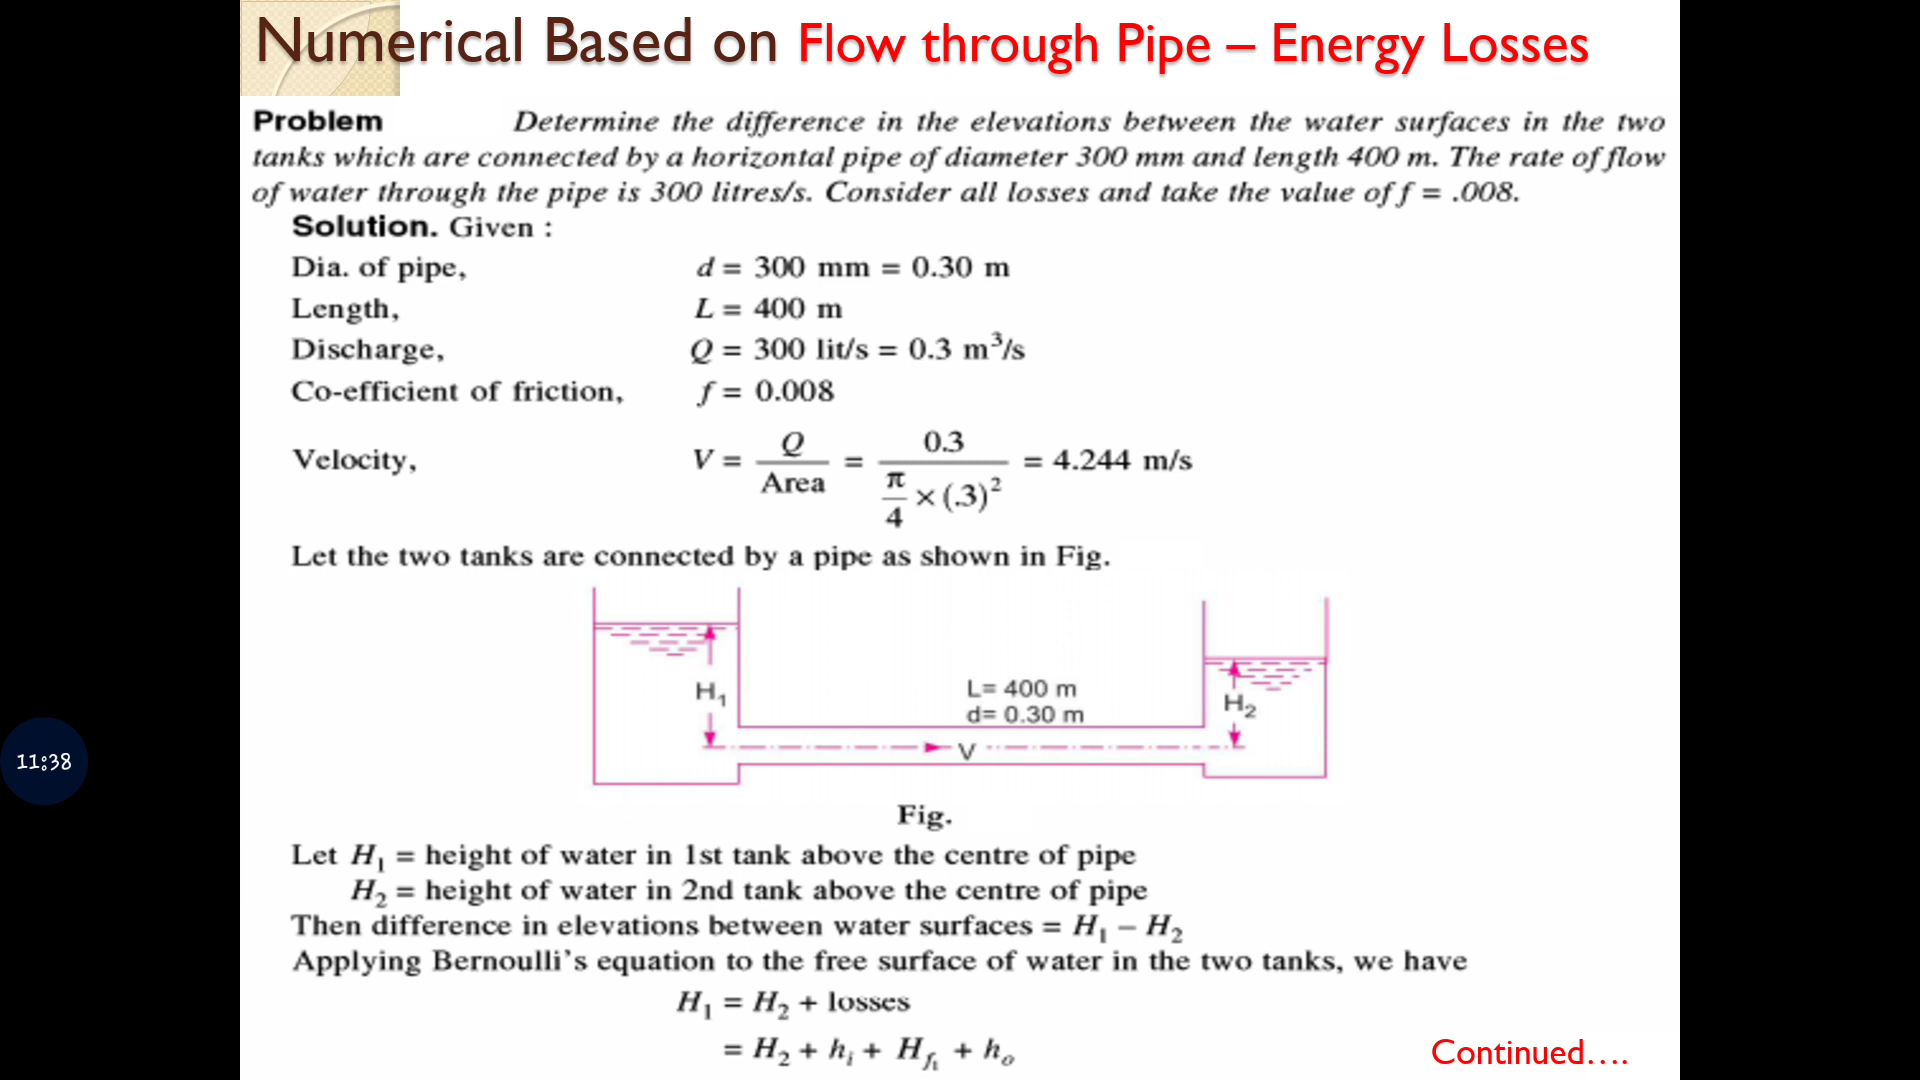 Numerical Based on Flow through Pipe – Energy Losses
Problem Determine the difference in the elevations between the water surfaces in the two
tanks which are connected by a horizontal pipe of diameter 300 mm and length 400 m. The rate of flow
of water through the pipe is 300 litres/s. Consider all losses and take the value of f = .008.
Solution. Given :
Dia. of pipe, d = 300 mm = 0.30 m
Length, L = 400 m
Discharge, Q = 300 lit/s = 0.3 m³/s
Co-efficient of friction, f = 0.008
Velocity, V = Q / Area = 0.3 / (π/4 × (.3)²) = 4.244 m/s
Let the two tanks are connected by a pipe as shown in Fig.
H₁
L= 400 m
d= 0.30 m
H₂
V
Fig.
Let H₁ = height of water in 1st tank above the centre of pipe
H₂ = height of water in 2nd tank above the centre of pipe
Then difference in elevations between water surfaces = H₁ – H₂
Applying Bernoulli's equation to the free surface of water in the two tanks, we have
H₁ = H₂ + losses
= H₂ + hᵢ + H_f₁ + hₒ
Continued....
11:38